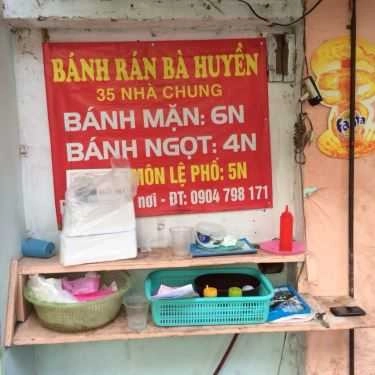 BÁNH RÁN BÀ HUYỀN
35 NHÀ CHUNG
BÁNH MẶN: 6N
BÁNH NGỌT: 4N
MÔN LỆ PHỐ: 5N
nơi - ĐT: 0904 798 171
Fanta